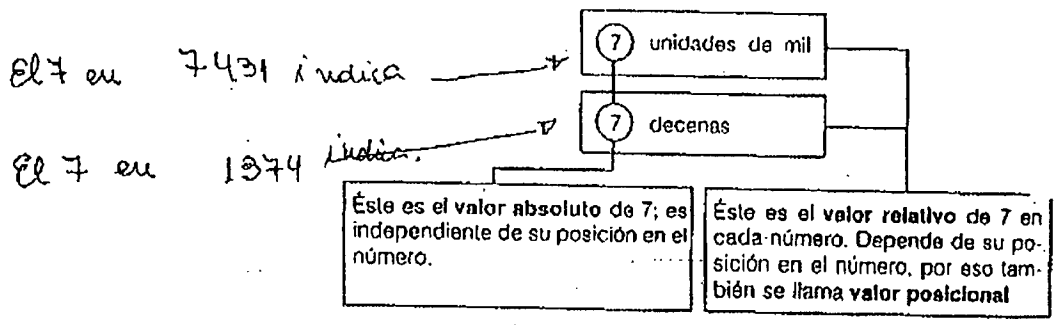 El 7 en 7431 indica
7 unidades de mil
El 7 en 1374 indica.
7 decenas
Éste es el valor absoluto de 7; es
independiente de su posición en el
número.
Éste es el valor relativo de 7 en
cada número. Depende de su po-
sición en el número, por eso tam-
bién se llama valor posicional